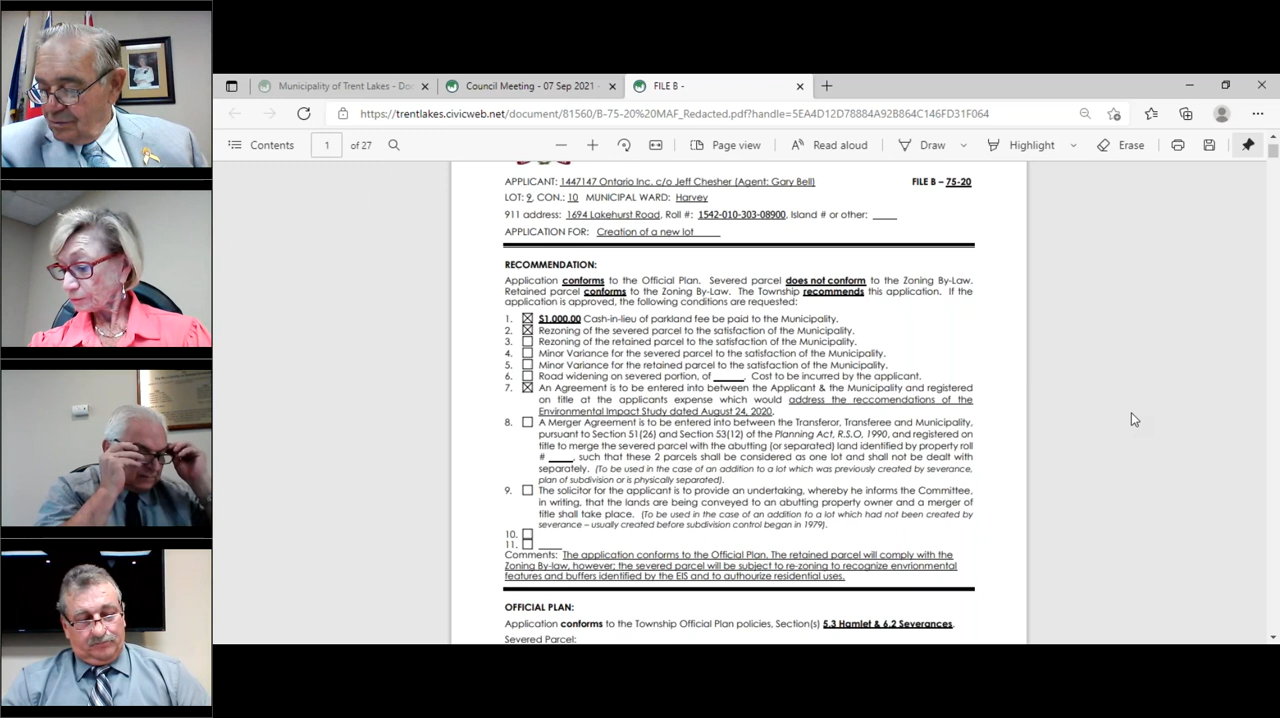 Municipality of Trent Lakes - Doc
Council Meeting - 07 Sep 2021
FILE B -
https://trentlakes.civicweb.net/document/81560/B-75-20%20MAF_Redacted.pdf?handle=5EA4D12D78884A92B864C146FD31F064
Contents 1 of 27 Page view Read aloud Draw Highlight Erase
APPLICANT: 1447147 Ontario Inc. c/o Jeff Chesher (Agent: Gary Bell) FILE B – 75-20
LOT: 9, CON.: 10 MUNICIPAL WARD: Harvey
911 address: 1694 Lakehurst Road, Roll #: 1542-010-303-08900, Island # or other: ____
APPLICATION FOR: Creation of a new lot
RECOMMENDATION:
Application conforms to the Official Plan. Severed parcel does not conform to the Zoning By-Law.
Retained parcel conforms to the Zoning By-Law. The Township recommends this application. If the
application is approved, the following conditions are requested:
1. ☒ $1,000.00 Cash-in-lieu of parkland fee be paid to the Municipality.
2. ☒ Rezoning of the severed parcel to the satisfaction of the Municipality.
3. ☐ Rezoning of the retained parcel to the satisfaction of the Municipality.
4. ☐ Minor Variance for the severed parcel to the satisfaction of the Municipality.
5. ☐ Minor Variance for the retained parcel to the satisfaction of the Municipality.
6. ☐ Road widening on severed portion, of _____. Cost to be incurred by the applicant.
7. ☒ An Agreement is to be entered into between the Applicant & the Municipality and registered
on title at the applicants expense which would address the reccomendations of the
Environmental Impact Study dated August 24, 2020.
8. ☐ A Merger Agreement is to be entered into between the Transferor, Transferee and Municipality,
pursuant to Section 51(26) and Section 53(12) of the Planning Act, R.S.O, 1990, and registered on
title to merge the severed parcel with the abutting (or separated) land identified by property roll
# ____, such that these 2 parcels shall be considered as one lot and shall not be dealt with
separately. (To be used in the case of an addition to a lot which was previously created by severance,
plan of subdivision or is physically separated).
9. ☐ The solicitor for the applicant is to provide an undertaking, whereby he informs the Committee,
in writing, that the lands are being conveyed to an abutting property owner and a merger of
title shall take place. (To be used in the case of an addition to a lot which had not been created by
severance – usually created before subdivision control began in 1979).
10. ☐
11. ☐ ____
Comments: The application conforms to the Official Plan. The retained parcel will comply with the
Zoning By-law, however; the severed parcel will be subject to re-zoning to recognize envrionmental
features and buffers identified by the EIS and to authourize residential uses.
OFFICIAL PLAN:
Application conforms to the Township Official Plan policies, Section(s) 5.3 Hamlet & 6.2 Severances.
Severed Parcel: